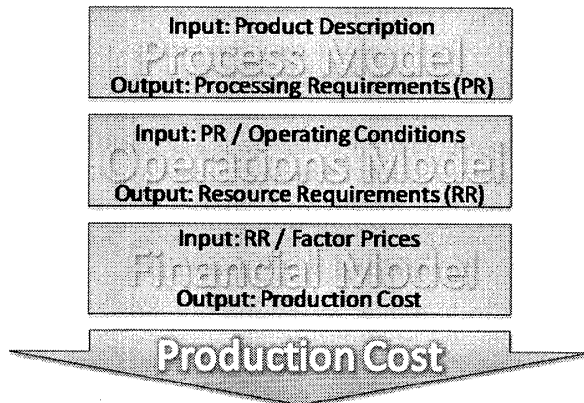 Input: Product Description
Process Model
Output: Processing Requirements (PR)
Input: PR / Operating Conditions
Operations Model
Output: Resource Requirements (RR)
Input: RR / Factor Prices
Financial Model
Output: Production Cost
Production Cost